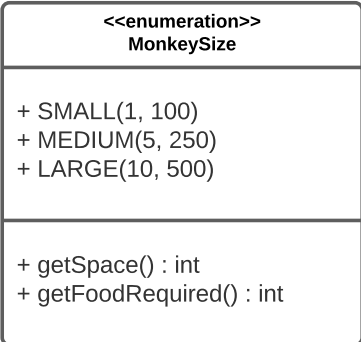 <<enumeration>>
MonkeySize
+ SMALL(1, 100)
+ MEDIUM(5, 250)
+ LARGE(10, 500)
+ getSpace() : int
+ getFoodRequired() : int